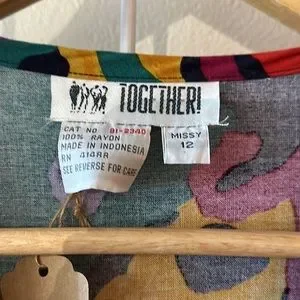 TOGETHER!
CAT NO. 91-2340
100% RAYON
MADE IN INDONESIA
RN 41488
SEE REVERSE FOR CARE
MISSY
12